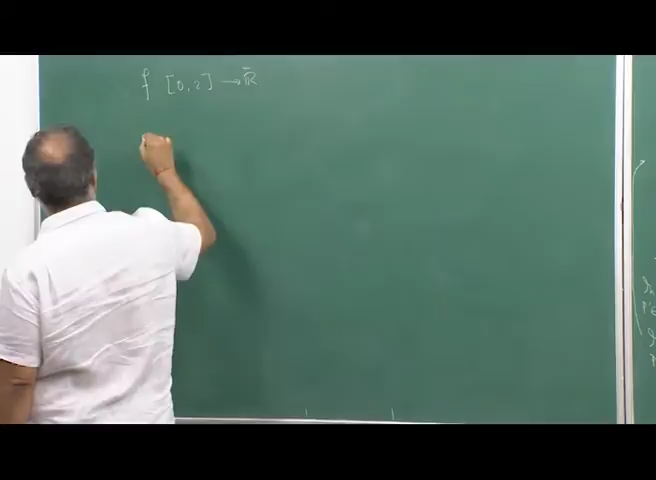 f [0,2] → ℝ̄